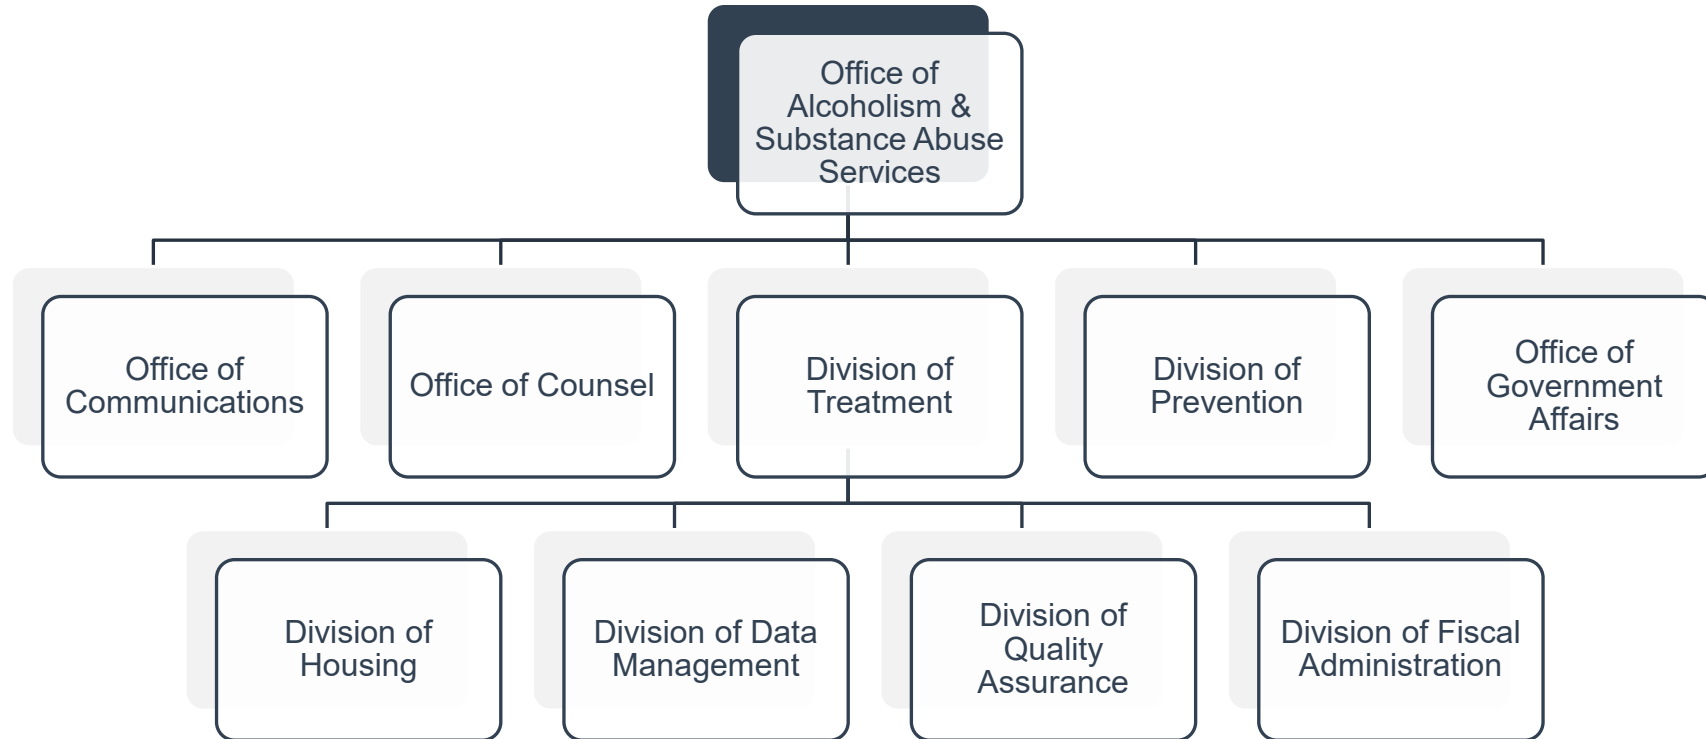 Office of
Alcoholism &
Substance Abuse
Services
Office of
Communications
Office of Counsel
Division of
Treatment
Division of
Prevention
Office of
Government
Affairs
Division of
Housing
Division of Data
Management
Division of
Quality
Assurance
Division of Fiscal
Administration